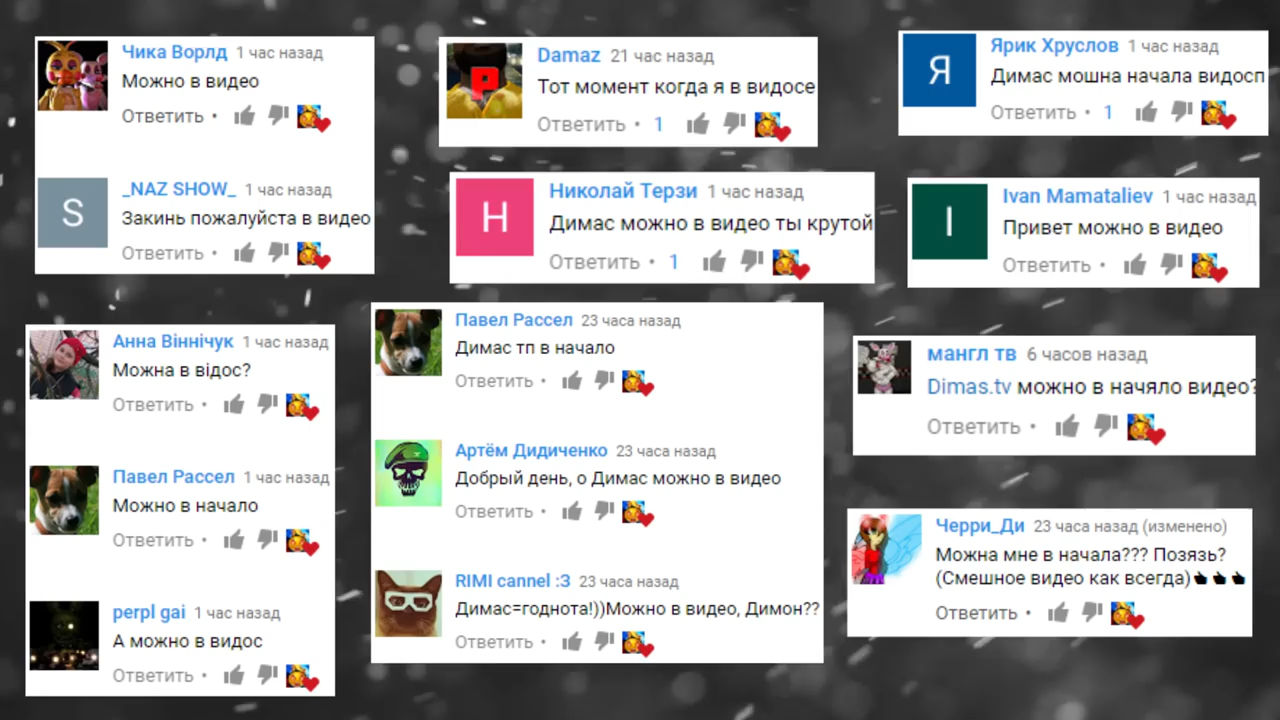 Чика Ворлд 1 час назад
Можно в видео
Ответить •
S
_NAZ SHOW_ 1 час назад
Закинь пожалуйста в видео
Ответить •
Damaz 21 час назад
Тот момент когда я в видосе
Ответить • 1
Н
Николай Терзи 1 час назад
Димас можно в видео ты крутой
Ответить • 1
Я
Ярик Хруслов 1 час назад
Димас мошна начала видосп
Ответить • 1
I
Ivan Mamataliev 1 час назад
Привет можно в видео
Ответить •
Анна Віннічук 1 час назад
Можна в відос?
Ответить •
Павел Рассел 1 час назад
Можно в начало
Ответить •
perpl gai 1 час назад
А можно в видос
Ответить •
Павел Рассел 23 часа назад
Димас тп в начало
Ответить •
Артём Дидиченко 23 часа назад
Добрый день, о Димас можно в видео
Ответить •
RIMI cannel :3 23 часа назад
Димас=годнота!))Можно в видео, Димон??
Ответить •
мангл тв 6 часов назад
Dimas.tv можно в начяло видео?
Ответить •
Черри_Ди 23 часа назад (изменено)
Можна мне в начала??? Позязь?
(Смешное видео как всегда)
Ответить •